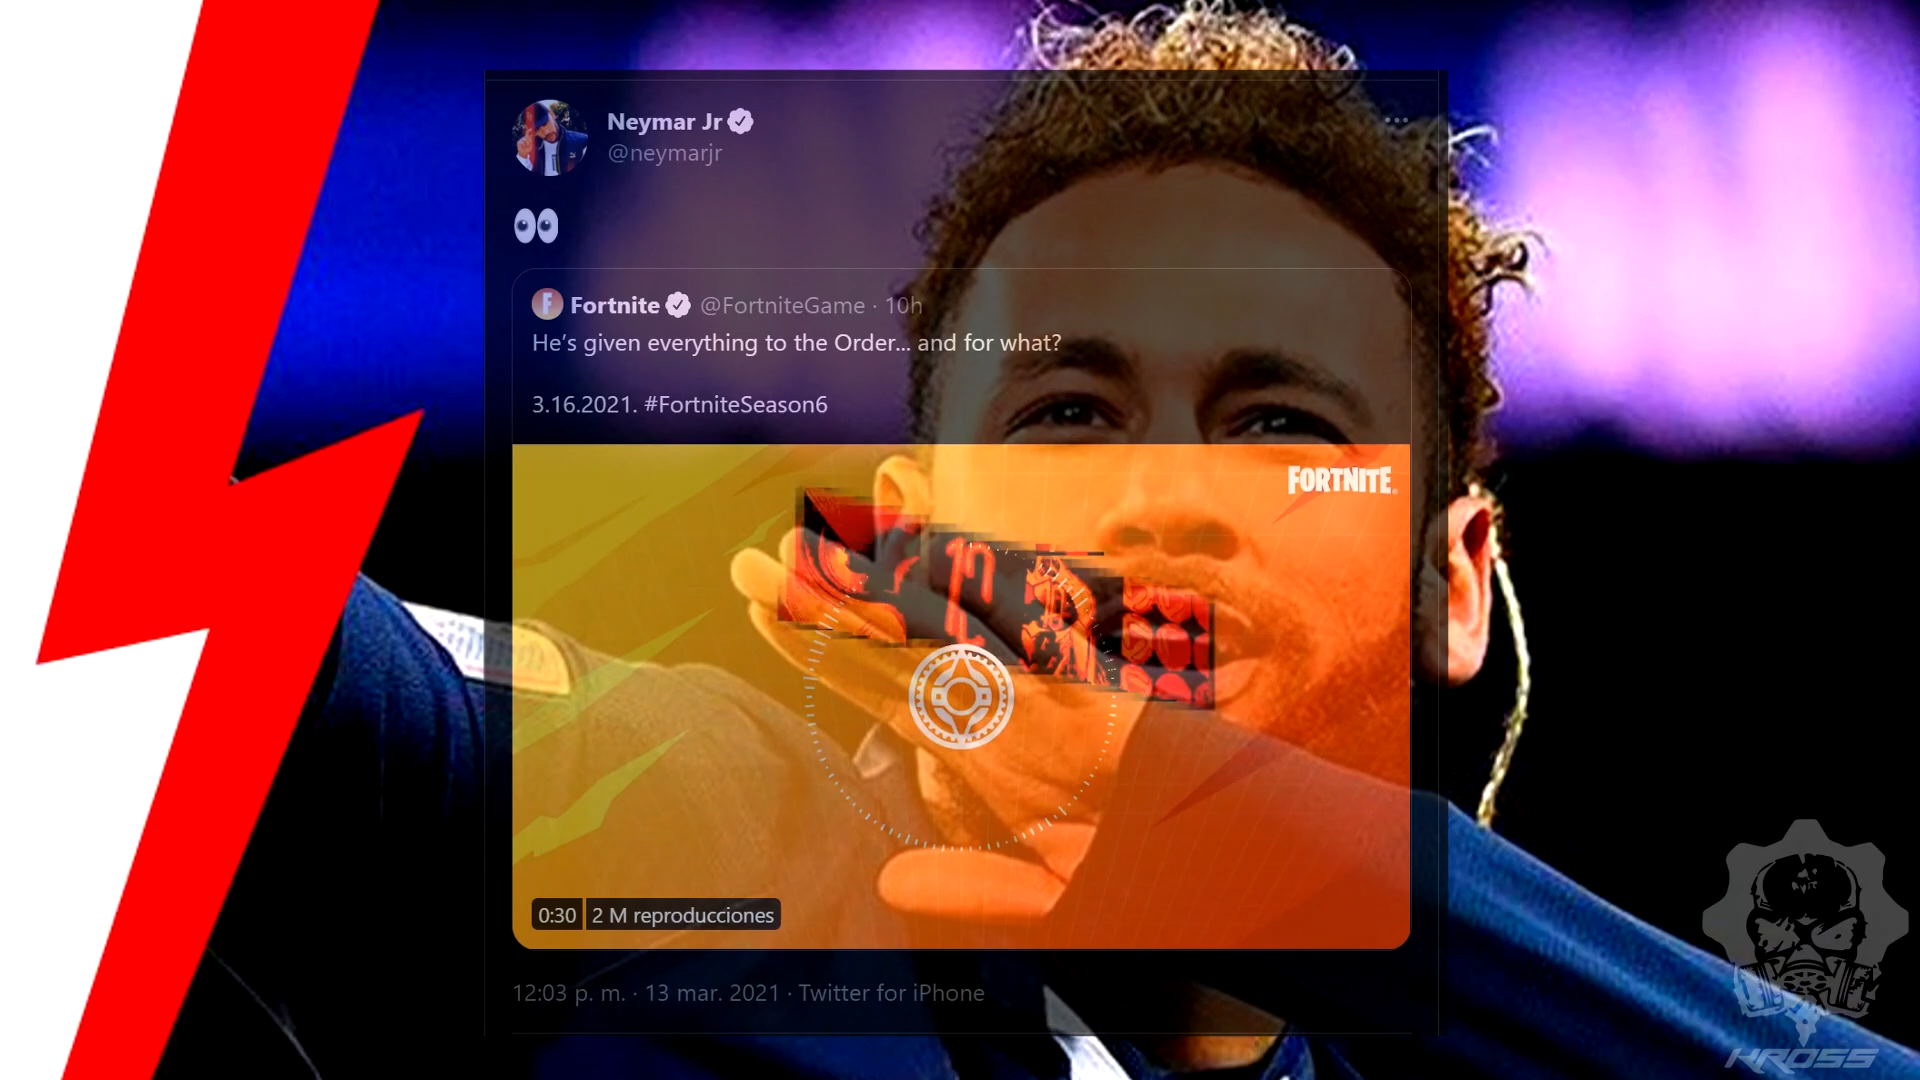 Neymar Jr
@neymarjr
👀
Fortnite @FortniteGame · 10h
He's given everything to the Order... and for what?
3.16.2021. #FortniteSeason6
FORTNITE
10
0:30 2 M reproducciones
12:03 p. m. · 13 mar. 2021 · Twitter for iPhone
KROSS